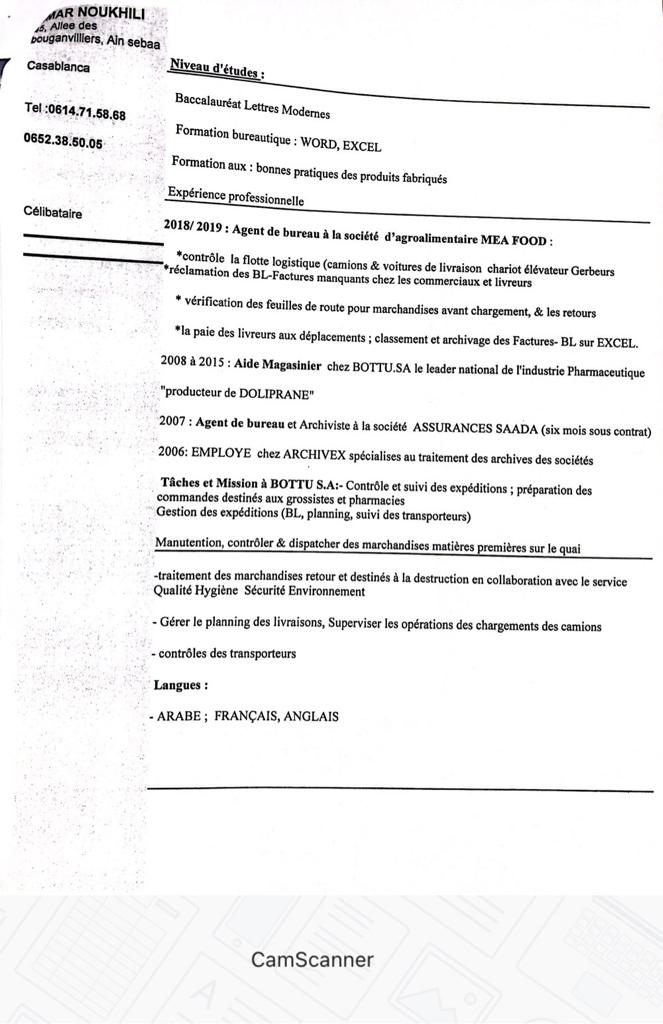 NOUKHILI
Allee des
bouganvilliers, Ain sebaa
Casablanca
Tel :0614.71.58.68
0652.38.50.05
Célibataire
Niveau d'études :
Baccalauréat Lettres Modernes
Formation bureautique : WORD, EXCEL
Formation aux : bonnes pratiques des produits fabriqués
Expérience professionnelle
2018/ 2019 : Agent de bureau à la société d'agroalimentaire MEA FOOD :
*contrôle la flotte logistique (camions & voitures de livraison chariot élévateur Gerbeurs
*réclamation des BL-Factures manquants chez les commerciaux et livreurs
* vérification des feuilles de route pour marchandises avant chargement, & les retours
*la paie des livreurs aux déplacements ; classement et archivage des Factures- BL sur EXCEL.
2008 à 2015 : Aide Magasinier chez BOTTU.SA le leader national de l'industrie Pharmaceutique
"producteur de DOLIPRANE"
2007 : Agent de bureau et Archiviste à la société ASSURANCES SAADA (six mois sous contrat)
2006: EMPLOYE chez ARCHIVEX spécialises au traitement des archives des sociétés
Tâches et Mission à BOTTU S.A:- Contrôle et suivi des expéditions ; préparation des
commandes destinés aux grossistes et pharmacies
Gestion des expéditions (BL, planning, suivi des transporteurs)
Manutention, contrôler & dispatcher des marchandises matières premières sur le quai
-traitement des marchandises retour et destinés à la destruction en collaboration avec le service
Qualité Hygiène Sécurité Environnement
- Gérer le planning des livraisons, Superviser les opérations des chargements des camions
- contrôles des transporteurs
Langues :
- ARABE ; FRANÇAIS, ANGLAIS
CamScanner